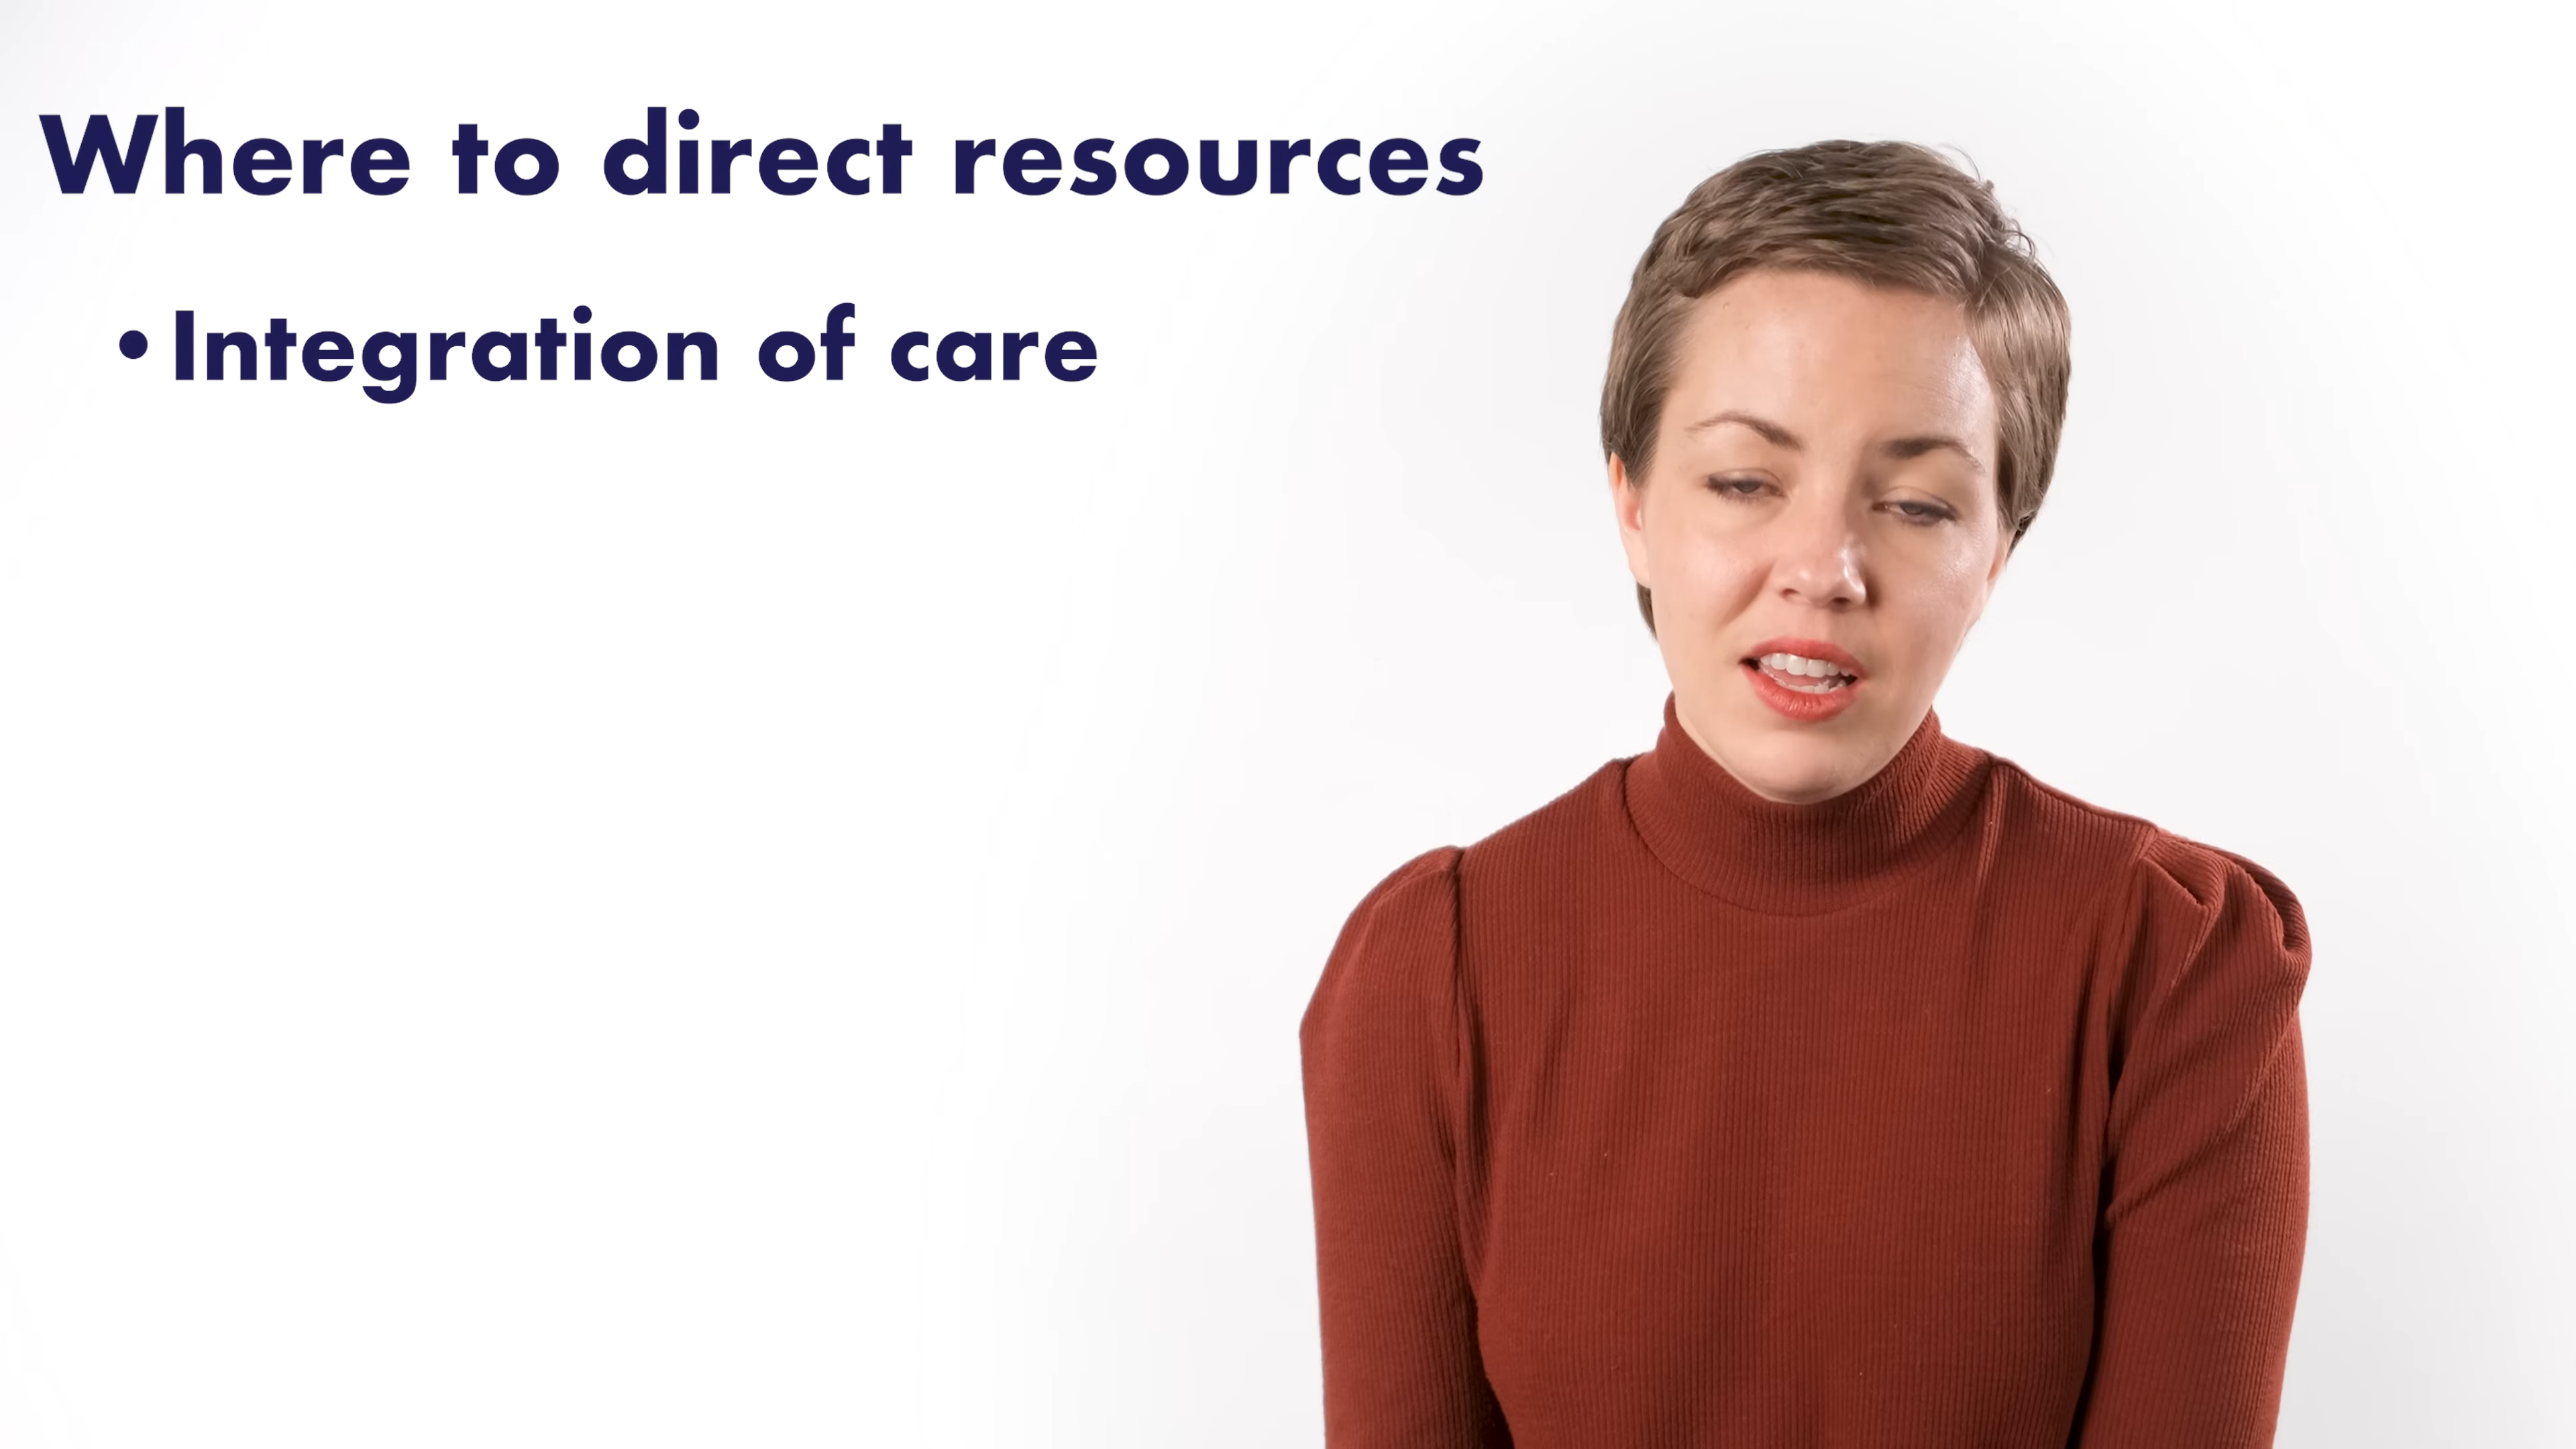 Where to direct resources
• Integration of care